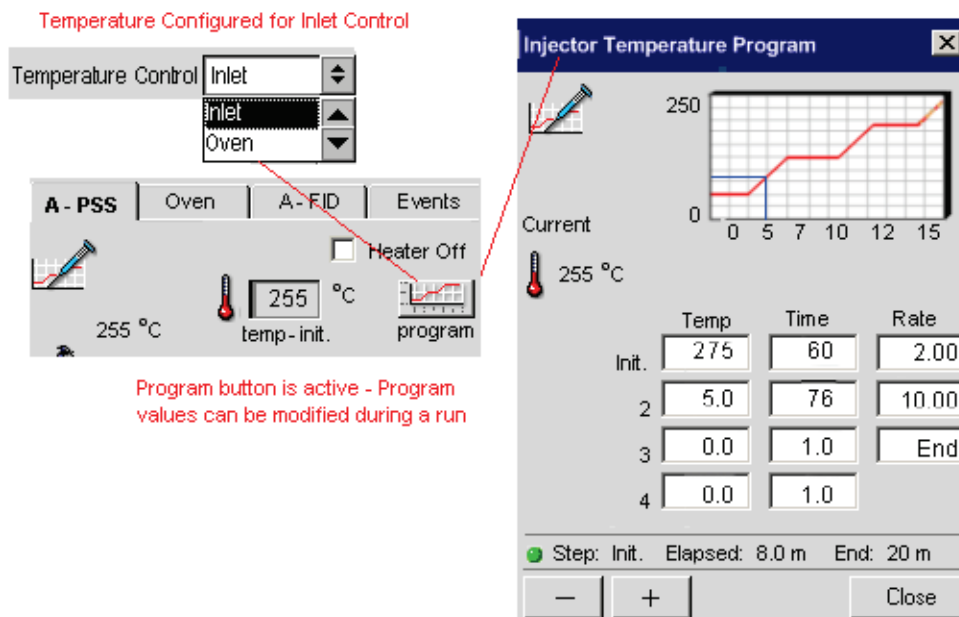 Temperature Configured for Inlet Control
Temperature Control Inlet
Inlet
Oven
A - PSS Oven A - FID Events
Heater Off
255 °C
255 °C
temp - init.
program
Program button is active - Program
values can be modified during a run
Injector Temperature Program
250
0
0 5 7 10 12 15
Current
255 °C
Temp Time Rate
Init. 275 60 2.00
2 5.0 76 10.00
3 0.0 1.0 End
4 0.0 1.0
Step: Init. Elapsed: 8.0 m End: 20 m
− +
Close